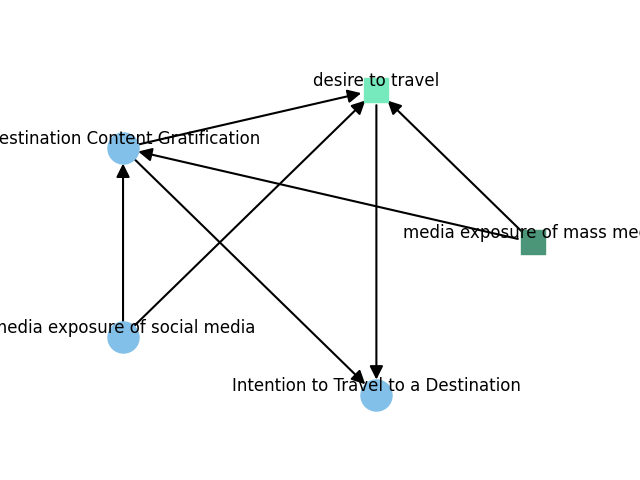 desire to travel
estination Content Gratification
media exposure of mass me
media exposure of social media
Intention to Travel to a Destination